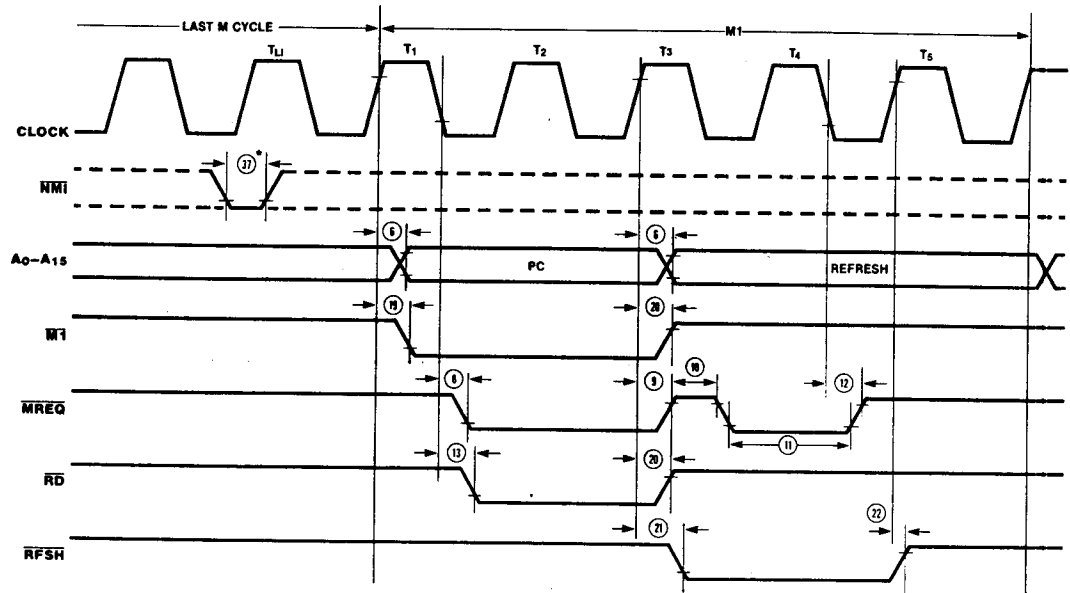 LAST M CYCLE M1
TLI T1 T2 T3 T4 T5
CLOCK
37*
NMI
6 6
A0–A15 PC REFRESH
19 20
M1
8 9 10 12
MREQ
11
13 20
RD
21 22
RFSH